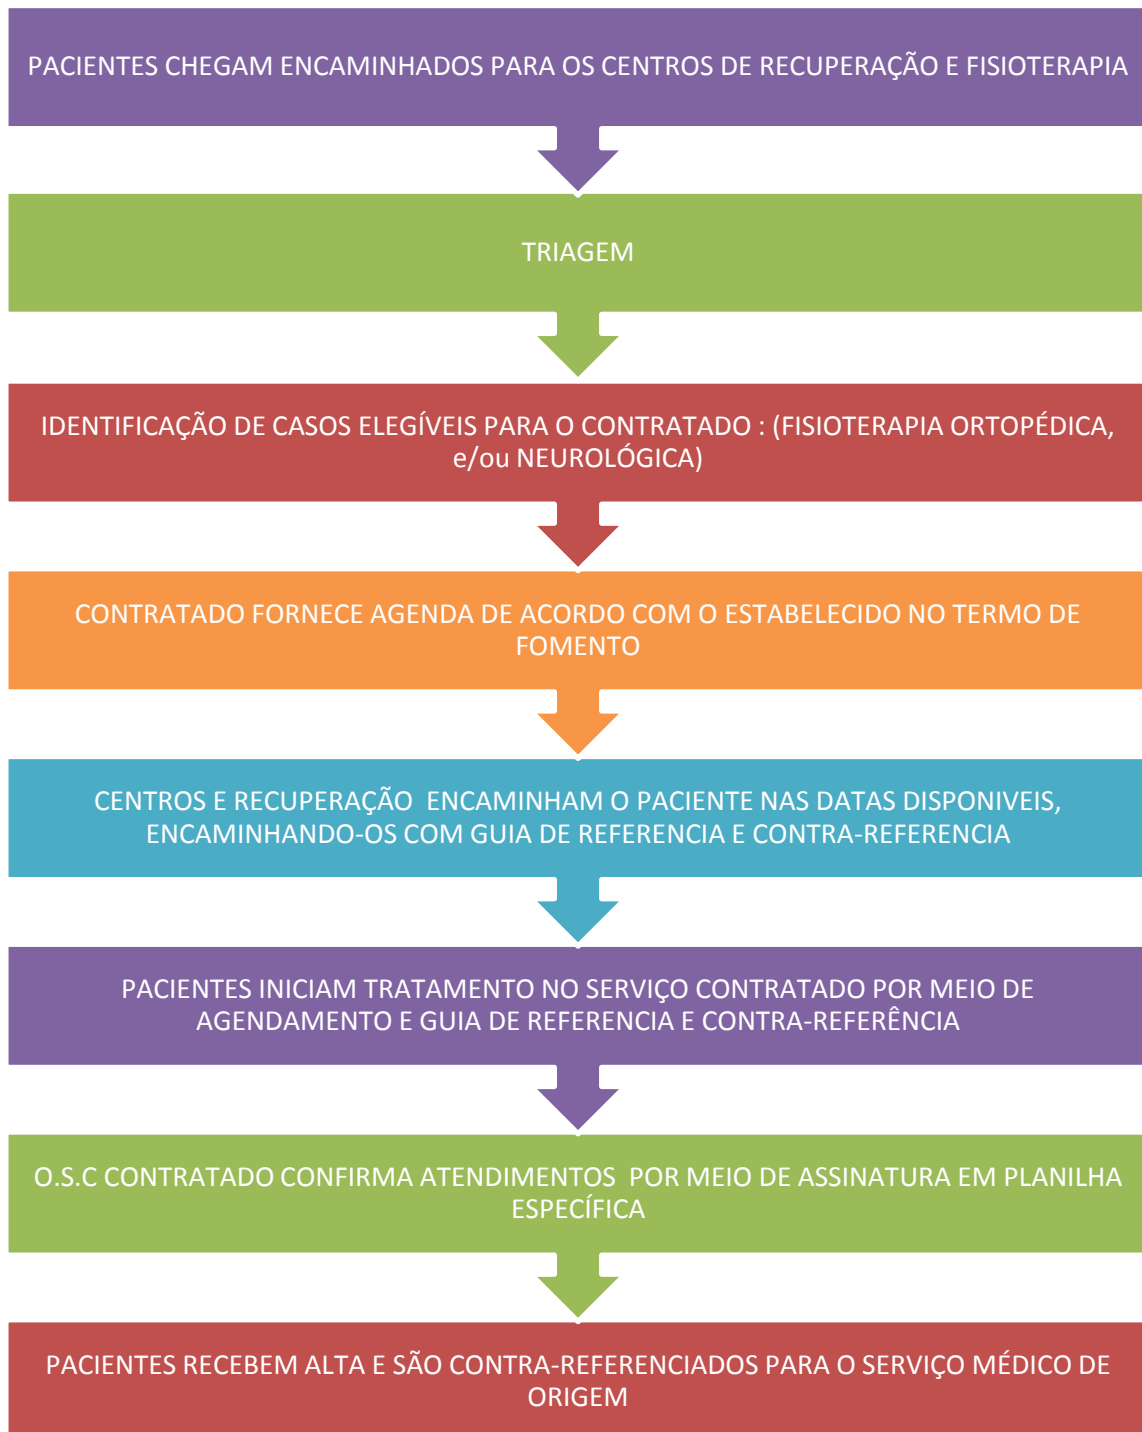 PACIENTES CHEGAM ENCAMINHADOS PARA OS CENTROS DE RECUPERAÇÃO E FISIOTERAPIA
TRIAGEM
IDENTIFICAÇÃO DE CASOS ELEGÍVEIS PARA O CONTRATADO : (FISIOTERAPIA ORTOPÉDICA,
e/ou NEUROLÓGICA)
CONTRATADO FORNECE AGENDA DE ACORDO COM O ESTABELECIDO NO TERMO DE
FOMENTO
CENTROS E RECUPERAÇÃO ENCAMINHAM O PACIENTE NAS DATAS DISPONIVEIS,
ENCAMINHANDO-OS COM GUIA DE REFERENCIA E CONTRA-REFERENCIA
PACIENTES INICIAM TRATAMENTO NO SERVIÇO CONTRATADO POR MEIO DE
AGENDAMENTO E GUIA DE REFERENCIA E CONTRA-REFERÊNCIA
O.S.C CONTRATADO CONFIRMA ATENDIMENTOS POR MEIO DE ASSINATURA EM PLANILHA
ESPECÍFICA
PACIENTES RECEBEM ALTA E SÃO CONTRA-REFERENCIADOS PARA O SERVIÇO MÉDICO DE
ORIGEM